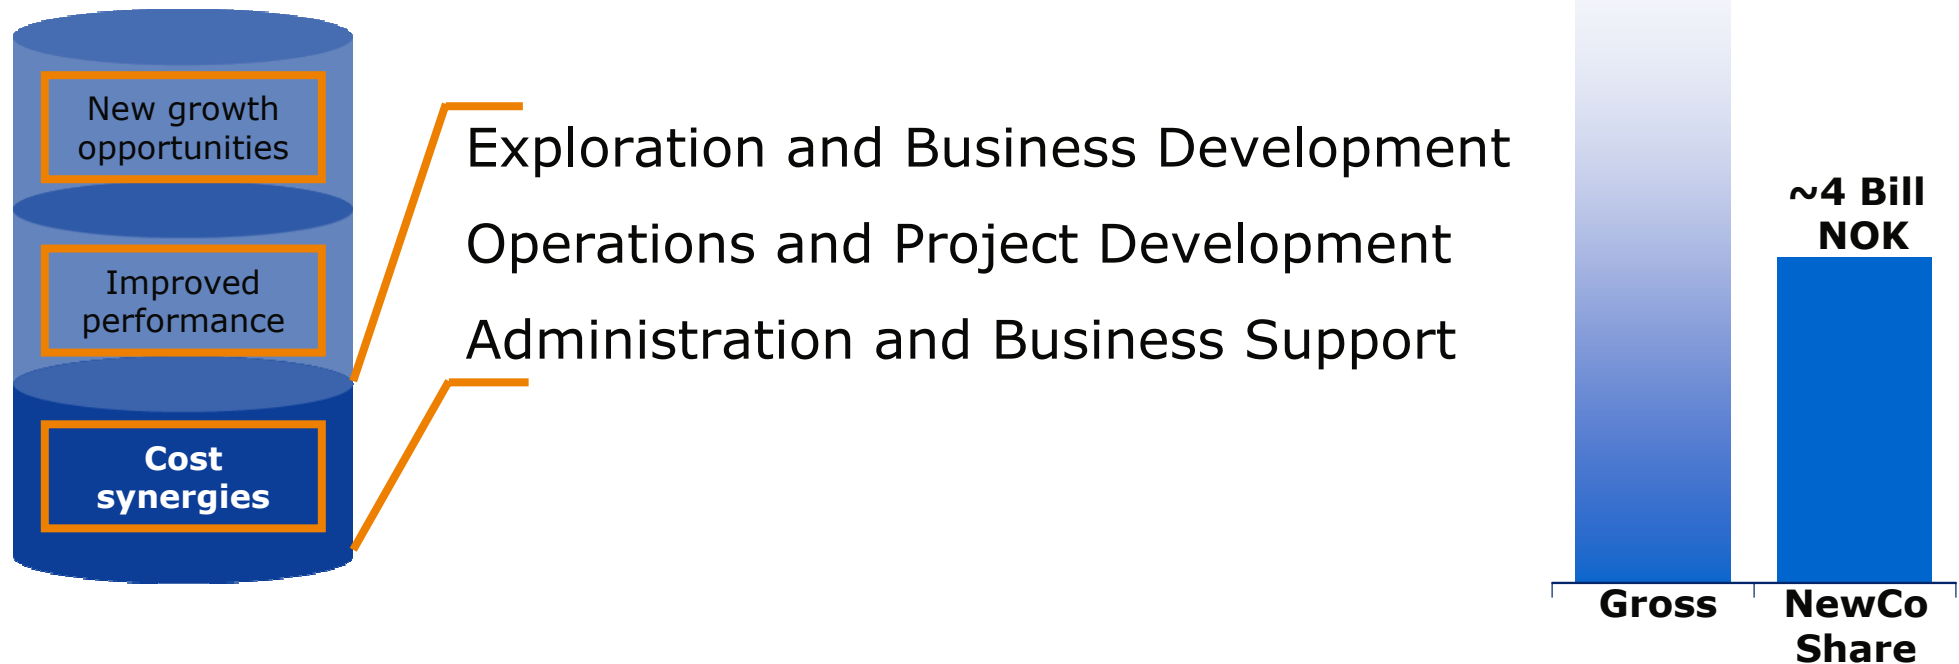 New growth
opportunities
Improved
performance
Cost
synergies
Exploration and Business Development
Operations and Project Development
Administration and Business Support
~4 Bill
NOK
Gross
NewCo
Share